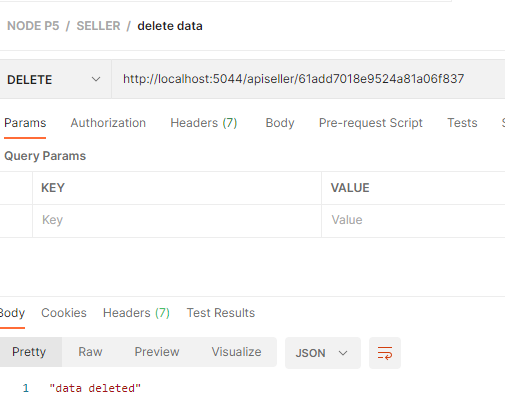 NODE P5 / SELLER / delete data
DELETE http://localhost:5044/apiseller/61add7018e9524a81a06f837
Params Authorization Headers (7) Body Pre-request Script Tests S
Query Params
KEY VALUE
Key Value
Body Cookies Headers (7) Test Results
Pretty Raw Preview Visualize JSON
1 "data deleted"